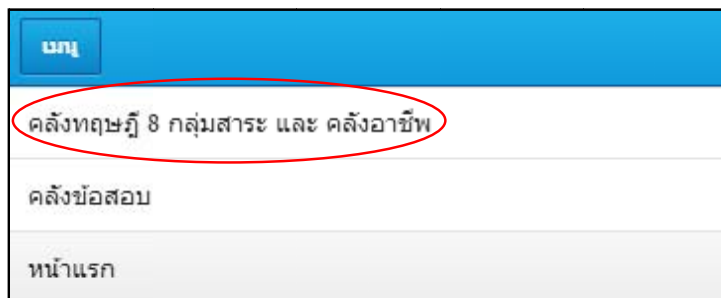 เมนู
คลังทฤษฎี 8 กลุ่มสาระ และ คลังอาชีพ
คลังข้อสอบ
หน้าแรก